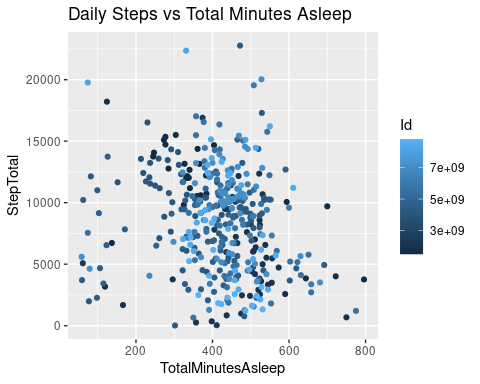 Daily Steps vs Total Minutes Asleep
StepTotal
20000
15000
10000
5000
0
200
400
600
800
TotalMinutesAsleep
Id
7e+09
5e+09
3e+09